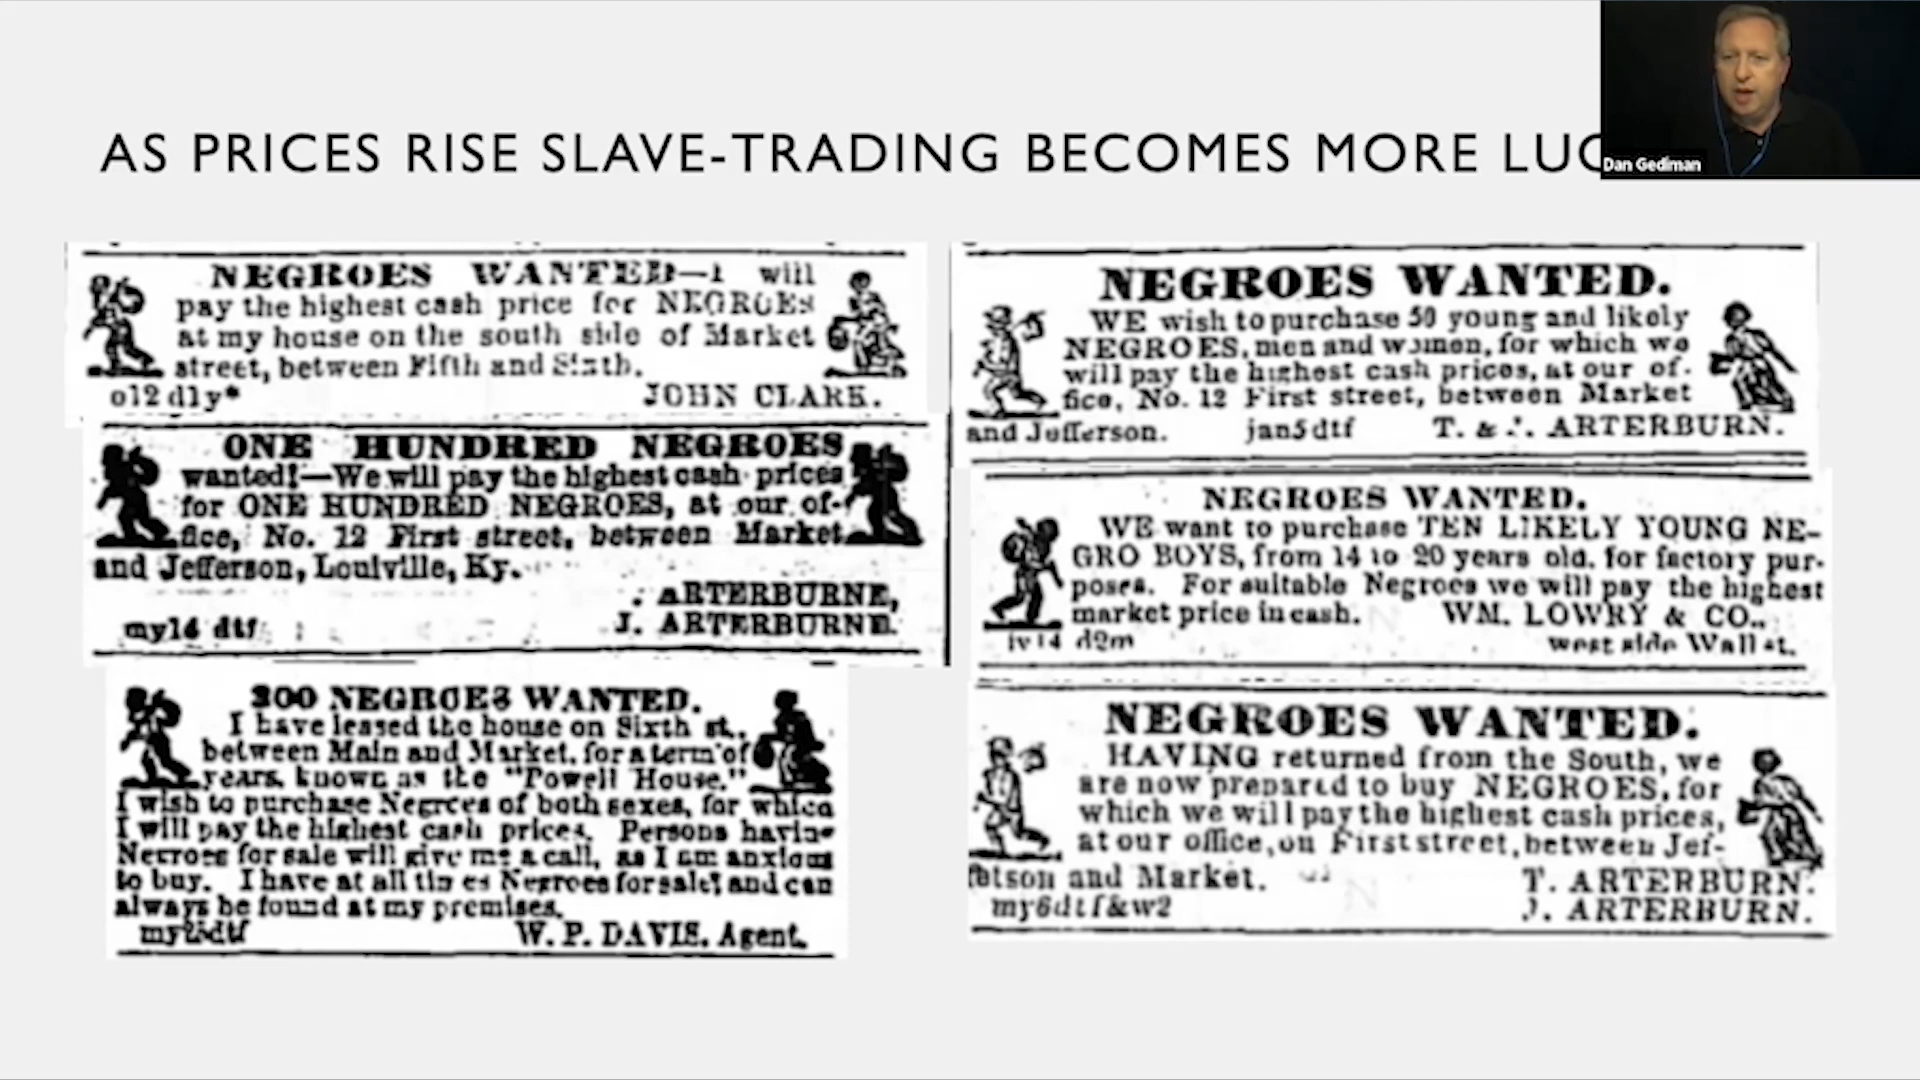 AS PRICES RISE SLAVE-TRADING BECOMES MORE LUC
Dan Gediman
NEGROES WANTED—I will
pay the highest cash price for NEGROES
at my house on the south side of Market
street, between Fifth and Sixth.
o12 dly* JOHN CLARK.
ONE HUNDRED NEGROES
wanted!—We will pay the highest cash prices
for ONE HUNDRED NEGROES, at our of-
fice, No. 12 First street, between Market
and Jefferson, Louiville, Ky.
ARTERBURNE,
my14 dtf J. ARTERBURNE.
300 NEGROES WANTED.
I have leased the house on Sixth st.,
between Main and Market, for a term of
years, known as the "Powell House."
I wish to purchase Negroes of both sexes, for which
I will pay the highest cash prices. Persons having
Negroes for sale will give me a call, as I am anxious
to buy. I have at all times Negroes for sale, and can
always be found at my premises.
my25dtf W. P. DAVIS, Agent.
NEGROES WANTED.
WE wish to purchase 50 young and likely
NEGROES, men and women, for which we
will pay the highest cash prices, at our of-
fice, No. 12 First street, between Market
and Jefferson. jan5dtf T. & J. ARTERBURN.
NEGROES WANTED.
WE want to purchase TEN LIKELY YOUNG NE-
GRO BOYS, from 14 to 20 years old, for factory pur-
poses. For suitable Negroes we will pay the highest
market price in cash. WM. LOWRY & CO.,
jy14 d2m west side Wall st.
NEGROES WANTED.
HAVING returned from the South, we
are now prepared to buy NEGROES, for
which we will pay the highest cash prices,
at our office, on First street, between Jef-
fetson and Market. T. ARTERBURN.
my6dtf&w2 J. ARTERBURN.